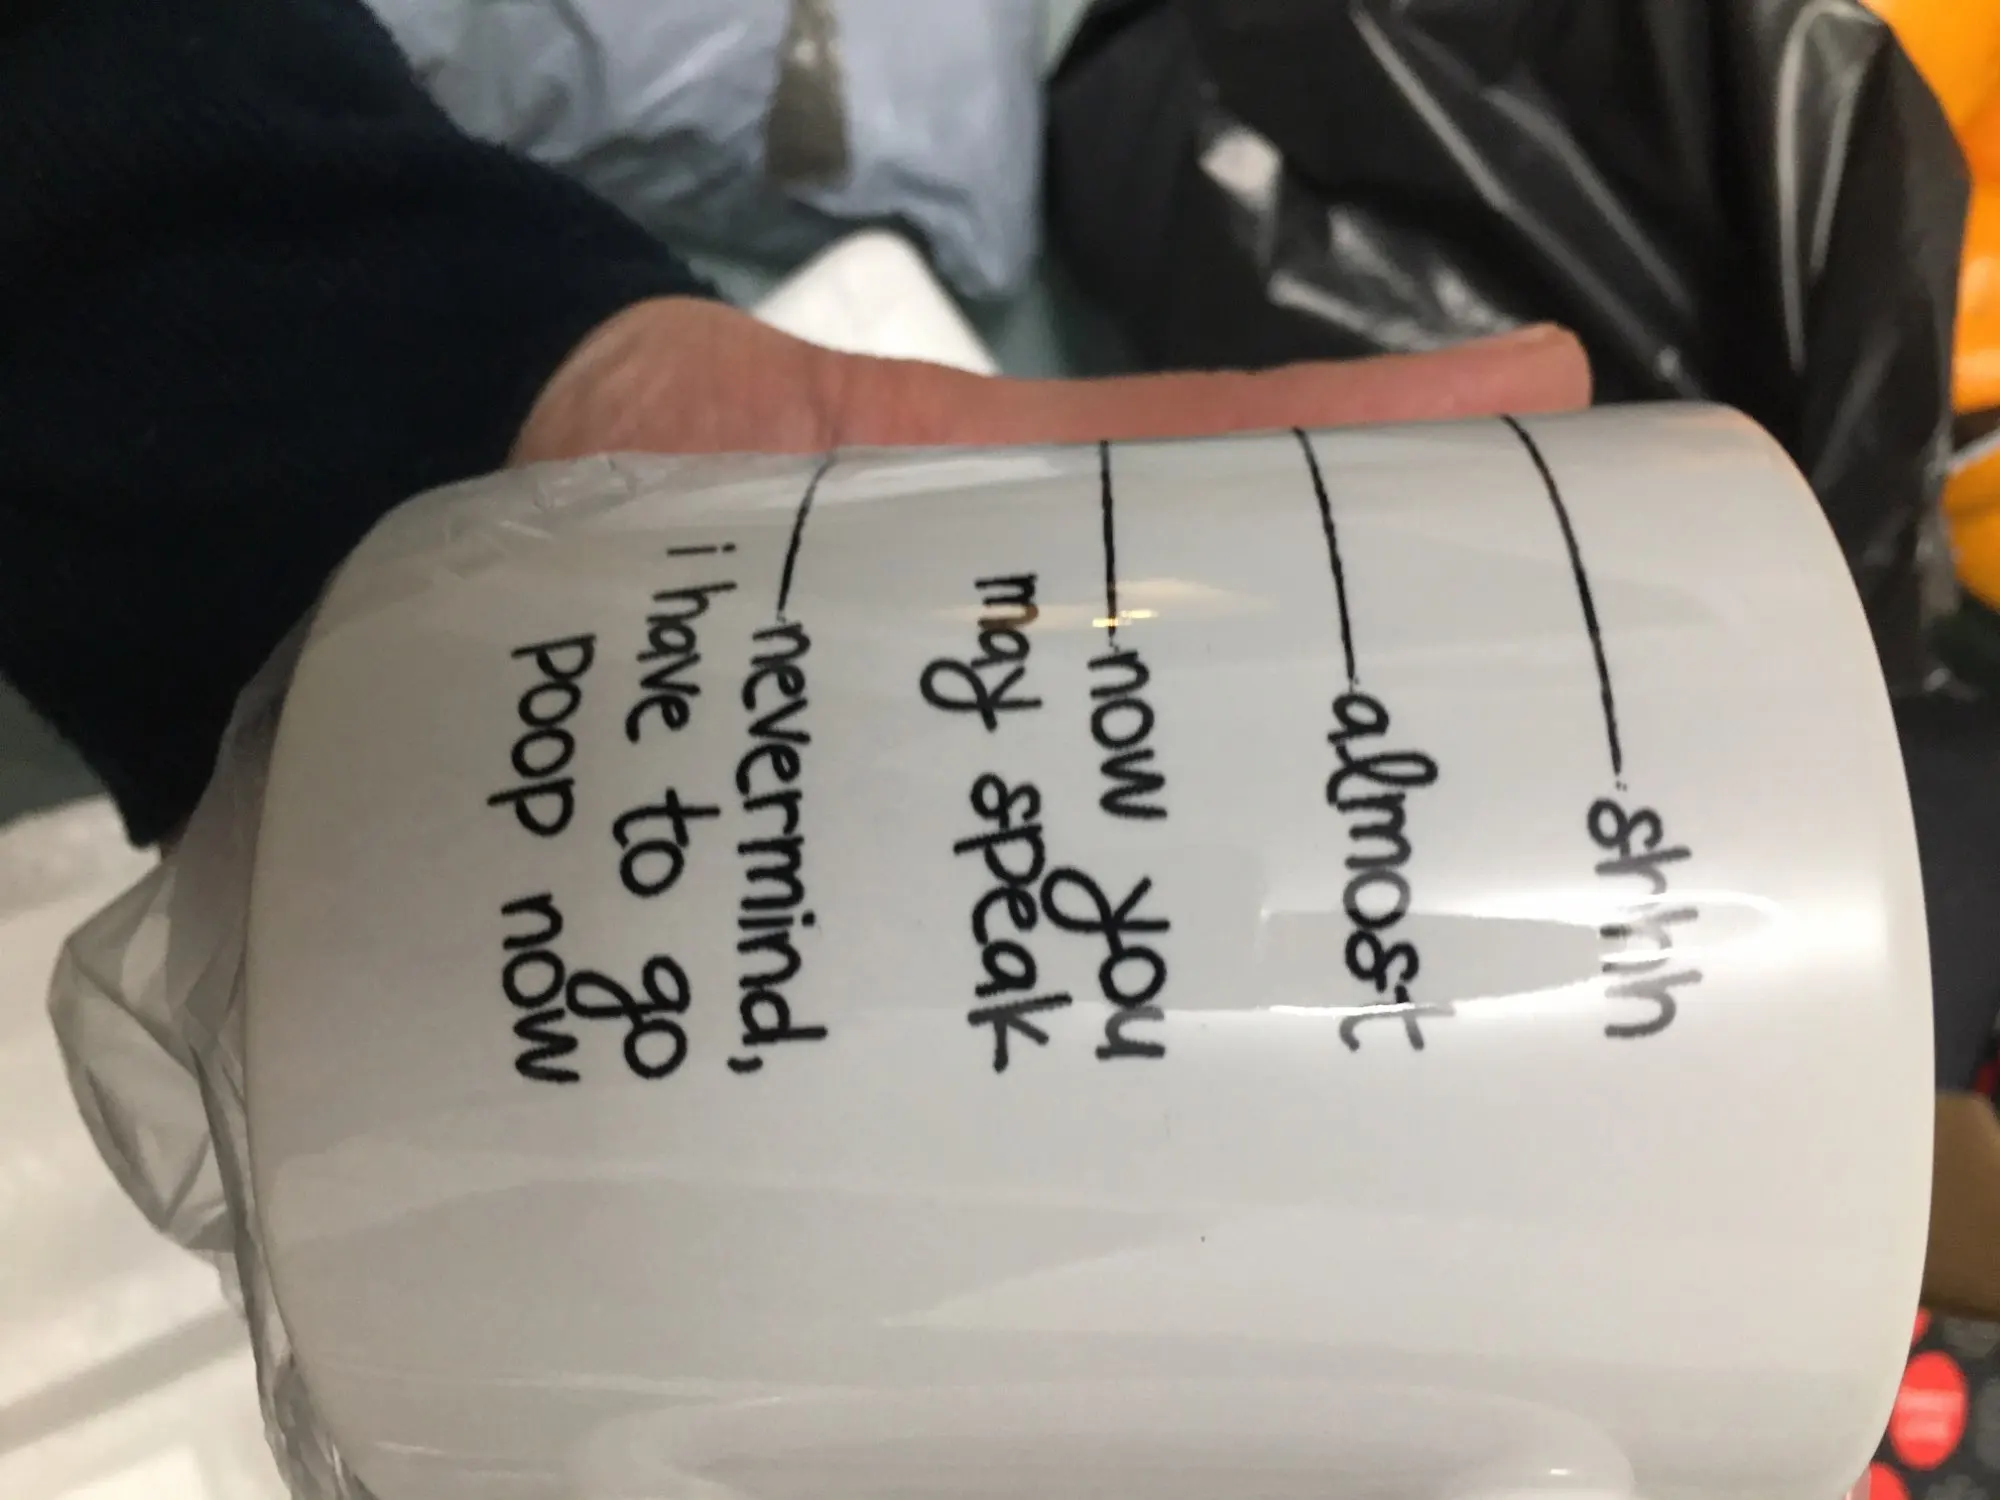 shhh
almost
now you
may speak
nevermind,
i have to go
poop now